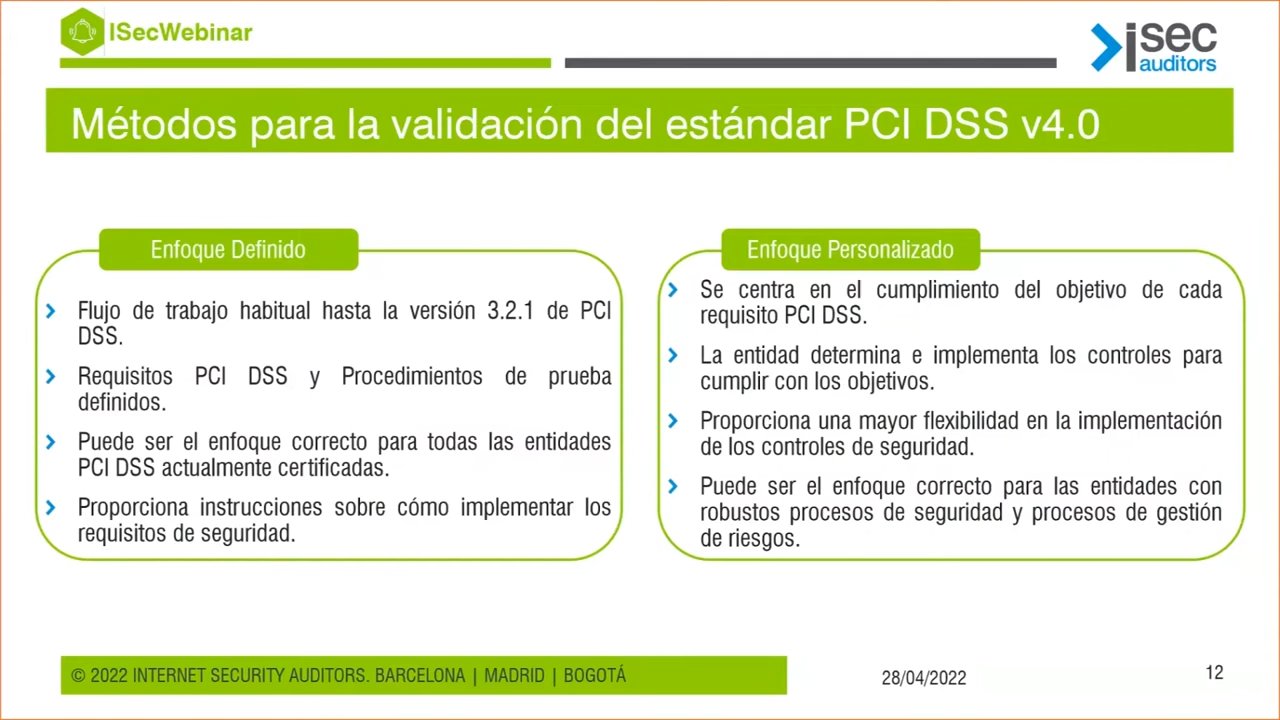 ISecWebinar
isec
auditors
Métodos para la validación del estándar PCI DSS v4.0
Enfoque Definido
Flujo de trabajo habitual hasta la versión 3.2.1 de PCI
DSS.
Requisitos PCI DSS y Procedimientos de prueba
definidos.
Puede ser el enfoque correcto para todas las entidades
PCI DSS actualmente certificadas.
Proporciona instrucciones sobre cómo implementar los
requisitos de seguridad.
Enfoque Personalizado
Se centra en el cumplimiento del objetivo de cada
requisito PCI DSS.
La entidad determina e implementa los controles para
cumplir con los objetivos.
Proporciona una mayor flexibilidad en la implementación
de los controles de seguridad.
Puede ser el enfoque correcto para las entidades con
robustos procesos de seguridad y procesos de gestión
de riesgos.
© 2022 INTERNET SECURITY AUDITORS. BARCELONA | MADRID | BOGOTÁ
28/04/2022
12